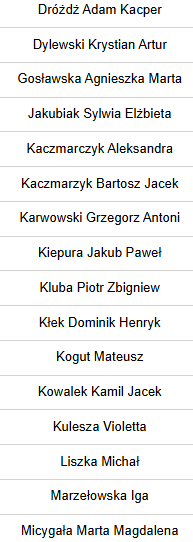 Dróżdż Adam Kacper
Dylewski Krystian Artur
Gosławska Agnieszka Marta
Jakubiak Sylwia Elżbieta
Kaczmarczyk Aleksandra
Kaczmarzyk Bartosz Jacek
Karwowski Grzegorz Antoni
Kiepura Jakub Paweł
Kluba Piotr Zbigniew
Kłek Dominik Henryk
Kogut Mateusz
Kowalek Kamil Jacek
Kulesza Violetta
Liszka Michał
Marzełowska Iga
Micygała Marta Magdalena